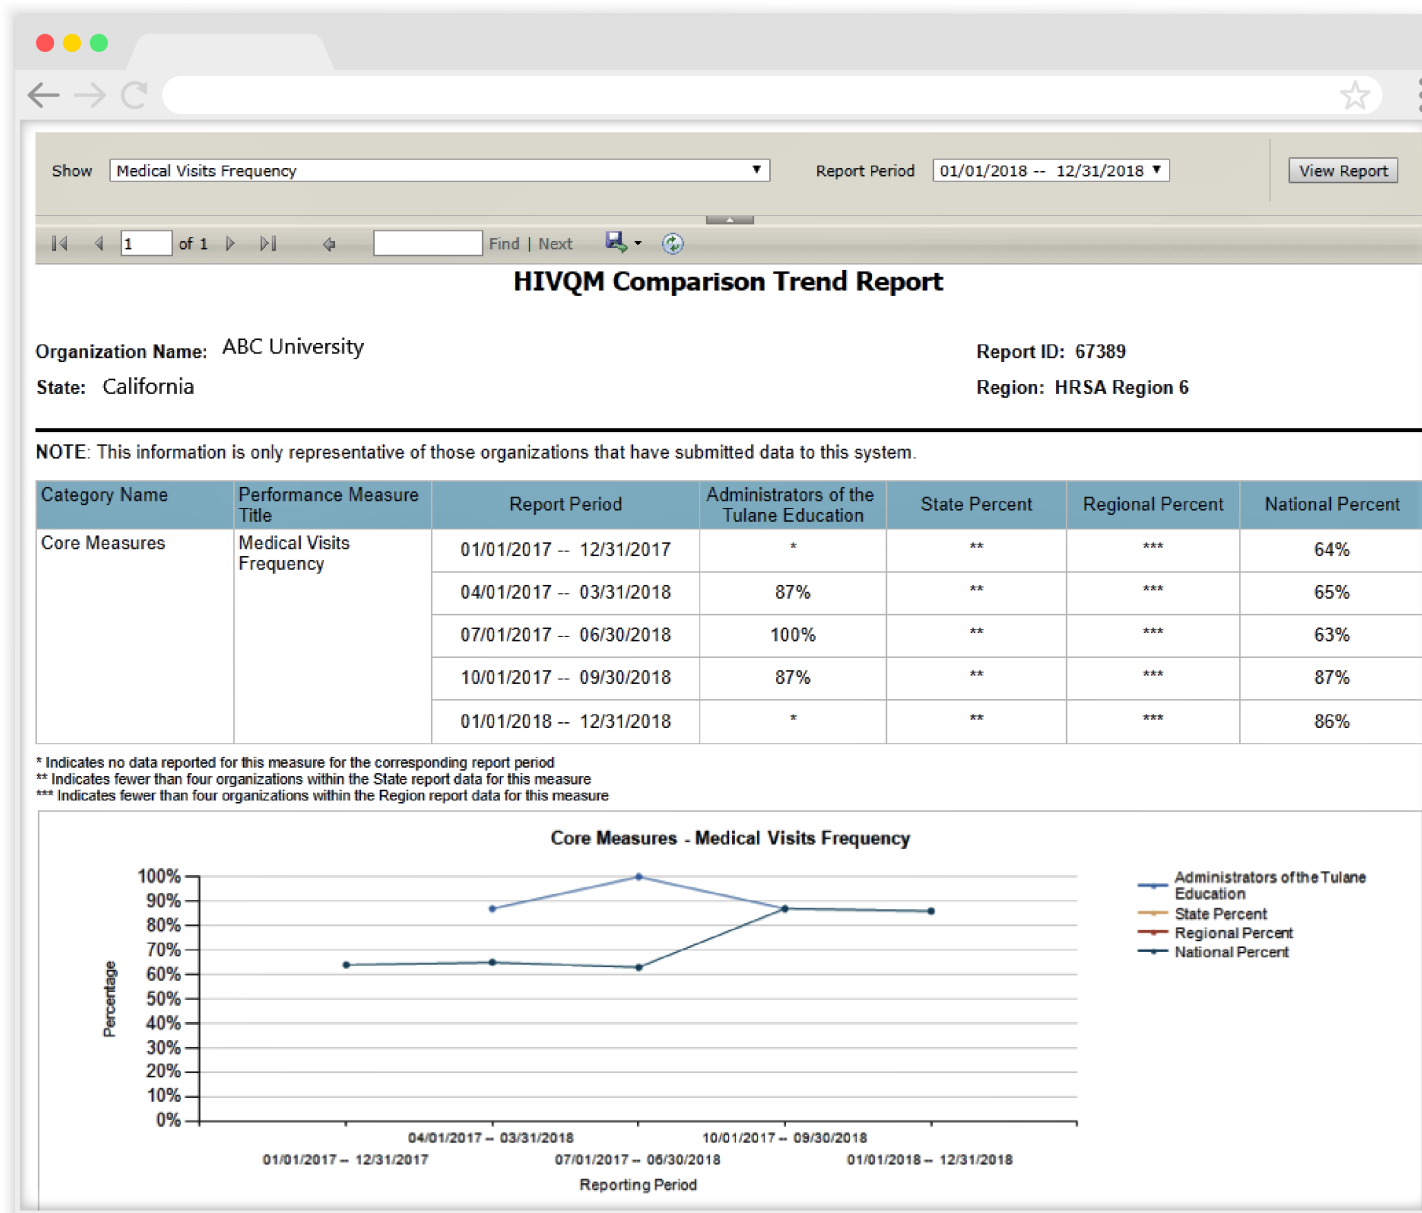 Show Medical Visits Frequency Report Period 01/01/2018 -- 12/31/2018 View Report
1 of 1 Find | Next
HIVQM Comparison Trend Report
Organization Name: ABC University Report ID: 67389
State: California Region: HRSA Region 6
NOTE: This information is only representative of those organizations that have submitted data to this system.
Category Name Performance Measure Title Report Period Administrators of the Tulane Education State Percent Regional Percent National Percent
Core Measures Medical Visits Frequency 01/01/2017 -- 12/31/2017 * ** *** 64%
04/01/2017 -- 03/31/2018 87% ** *** 65%
07/01/2017 -- 06/30/2018 100% ** *** 63%
10/01/2017 -- 09/30/2018 87% ** *** 87%
01/01/2018 -- 12/31/2018 * ** *** 86%
* Indicates no data reported for this measure for the corresponding report period
** Indicates fewer than four organizations within the State report data for this measure
*** Indicates fewer than four organizations within the Region report data for this measure
Core Measures - Medical Visits Frequency
100%
90%
80%
70%
60%
50%
40%
30%
20%
10%
0%
Percentage
04/01/2017 -- 03/31/2018 10/01/2017 -- 09/30/2018
01/01/2017 -- 12/31/2017 07/01/2017 -- 06/30/2018 01/01/2018 -- 12/31/2018
Reporting Period
Administrators of the Tulane
Education
State Percent
Regional Percent
National Percent